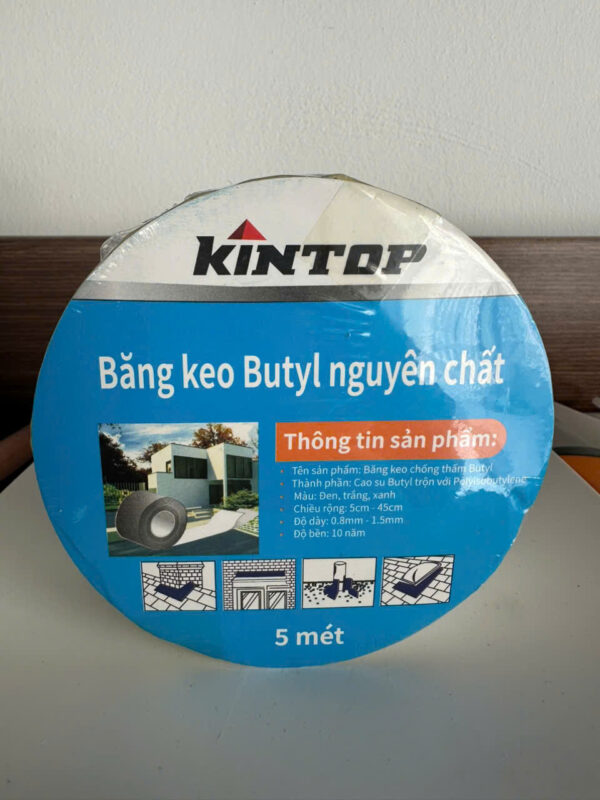 KINTOP
Băng keo Butyl nguyên chất
Thông tin sản phẩm:
• Tên sản phẩm: Băng keo chống thấm Butyl
• Thành phần: Cao su Butyl trộn với Polyisobutylene
• Màu: Đen, trắng, xanh
• Chiều rộng: 5cm - 45cm
• Độ dày: 0.8mm - 1.5mm
• Độ bền: 10 năm
5 mét